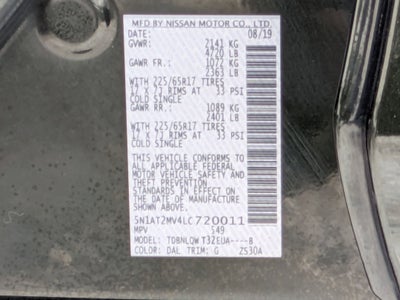 MFD BY NISSAN MOTOR CO., LTD.
DATE: 08/19
GVWR: 2141 KG
4720 LB
GAWR FR: 1072 KG
2363 LB
WITH 225/65R17 TIRES
17 X 7J RIMS AT 33 PSI
COLD SINGLE
GAWR RR: 1089 KG
2401 LB
WITH 225/65R17 TIRES
17 X 7J RIMS AT 33 PSI
COLD SINGLE
THIS VEHICLE CONFORMS TO
ALL APPLICABLE FEDERAL
MOTOR VEHICLE SAFETY
STANDARDS IN EFFECT ON THE
DATE OF MANUFACTURE SHOWN
ABOVE.
5N1AT2MV4LC720011
MPV 549
MODEL: TDBNLQW T32EUA----B
COLOR: DAL TRIM: G ZS30A